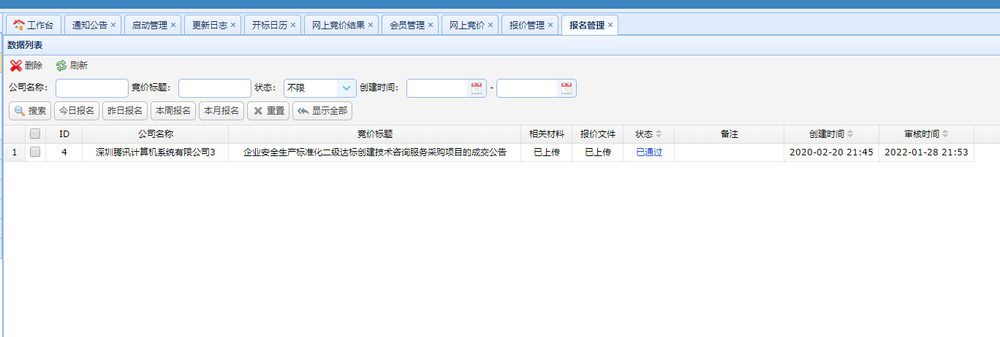 工作台 通知公告 × 启动管理 × 更新日志 × 开标日历 × 网上竞价结果 × 会员管理 × 网上竞价 × 报价管理 × 报名管理 ×
数据列表
删除 刷新
公司名称： 竞价标题： 状态： 不限 创建时间： -
搜索 今日报名 昨日报名 本周报名 本月报名 重置 显示全部
ID 公司名称 竞价标题 相关材料 报价文件 状态 备注 创建时间 审核时间
1 4 深圳腾讯计算机系统有限公司3 企业安全生产标准化二级达标创建技术咨询服务采购项目的成交公告 已上传 已上传 已通过 2020-02-20 21:45 2022-01-28 21:53